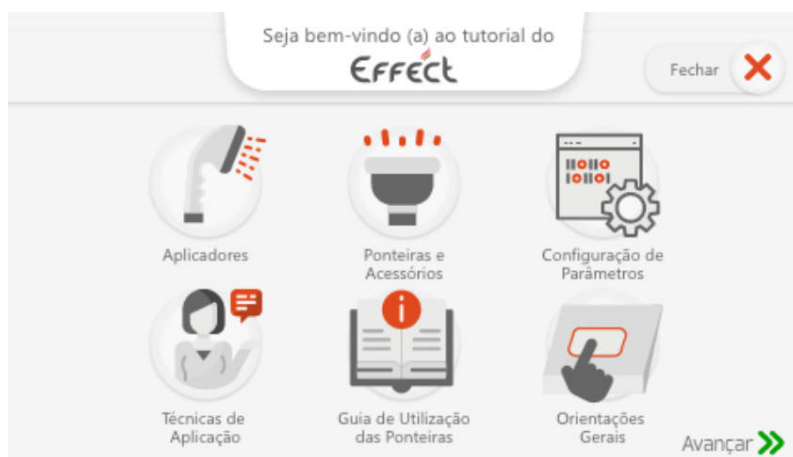 Seja bem-vindo (a) ao tutorial do
Effect
Fechar
Aplicadores
Ponteiras e
Acessórios
Configuração de
Parâmetros
Técnicas de
Aplicação
Guia de Utilização
das Ponteiras
Orientações
Gerais
Avançar